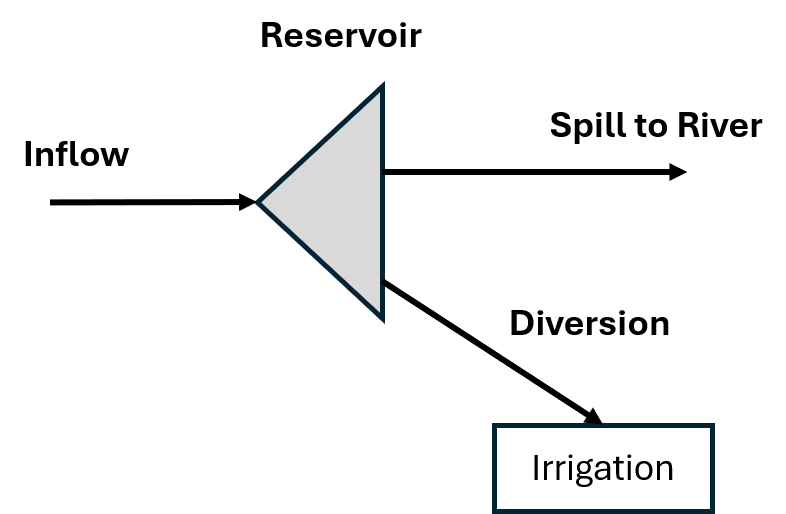 Reservoir
Spill to River
Inflow
Diversion
Irrigation